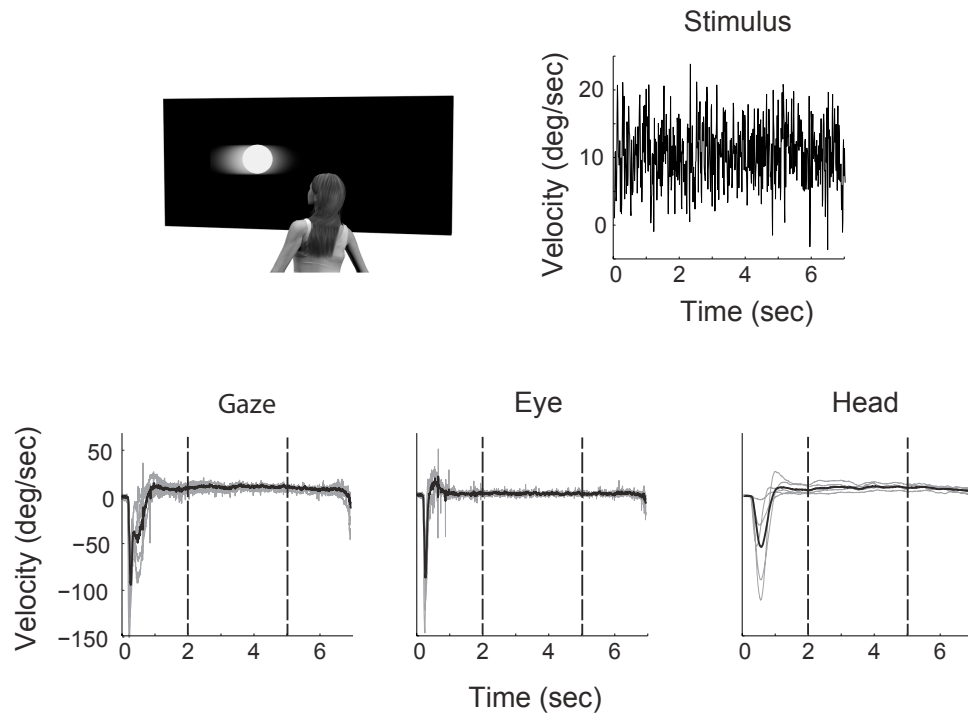 Stimulus
Velocity (deg/sec)
20
10
0
0 2 4 6
Time (sec)
Gaze Eye Head
Velocity (deg/sec)
50
0
−50
−100
−150
0 2 4 6 0 2 4 6 0 2 4 6
Time (sec)